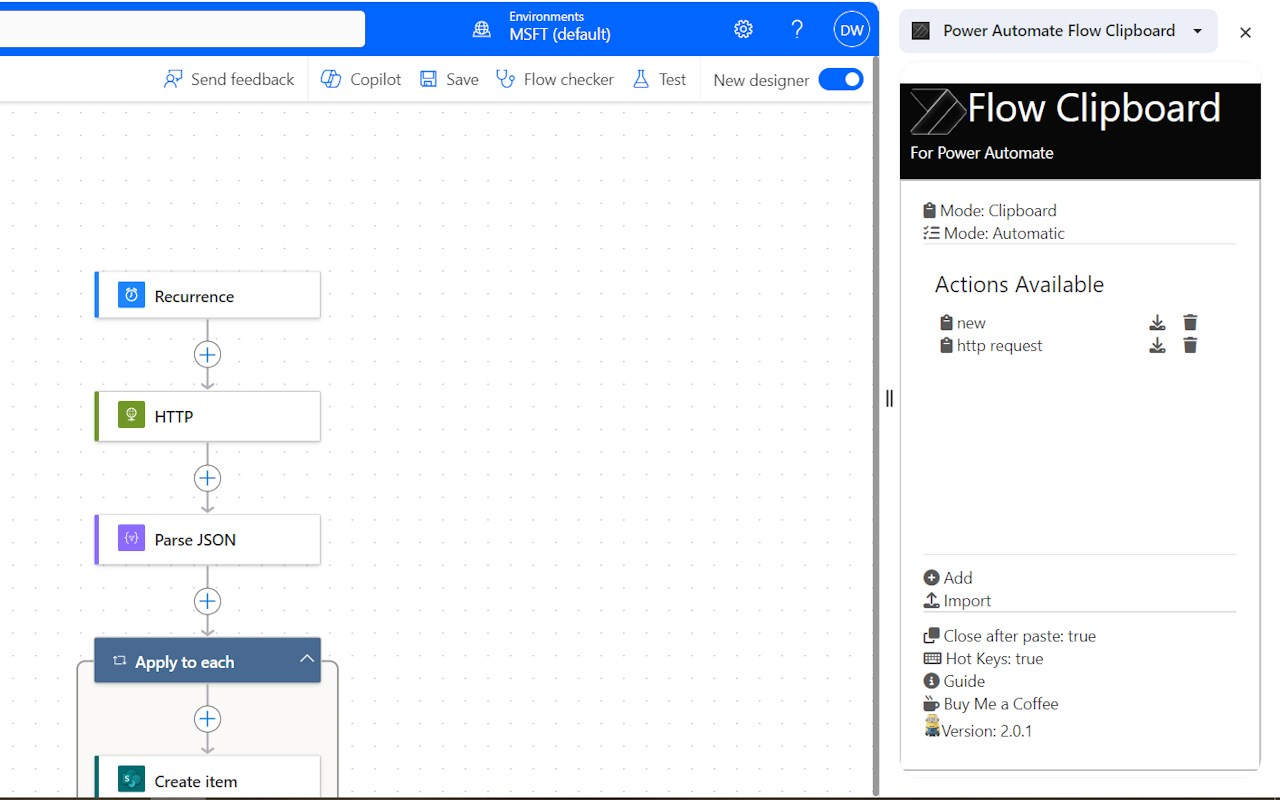 Environments
MSFT (default)
DW
Send feedback
Copilot
Save
Flow checker
Test
New designer
Recurrence
HTTP
Parse JSON
Apply to each
Create item
Power Automate Flow Clipboard
Flow Clipboard
For Power Automate
Mode: Clipboard
Mode: Automatic
Actions Available
new
http request
Add
Import
Close after paste: true
Hot Keys: true
Guide
Buy Me a Coffee
Version: 2.0.1